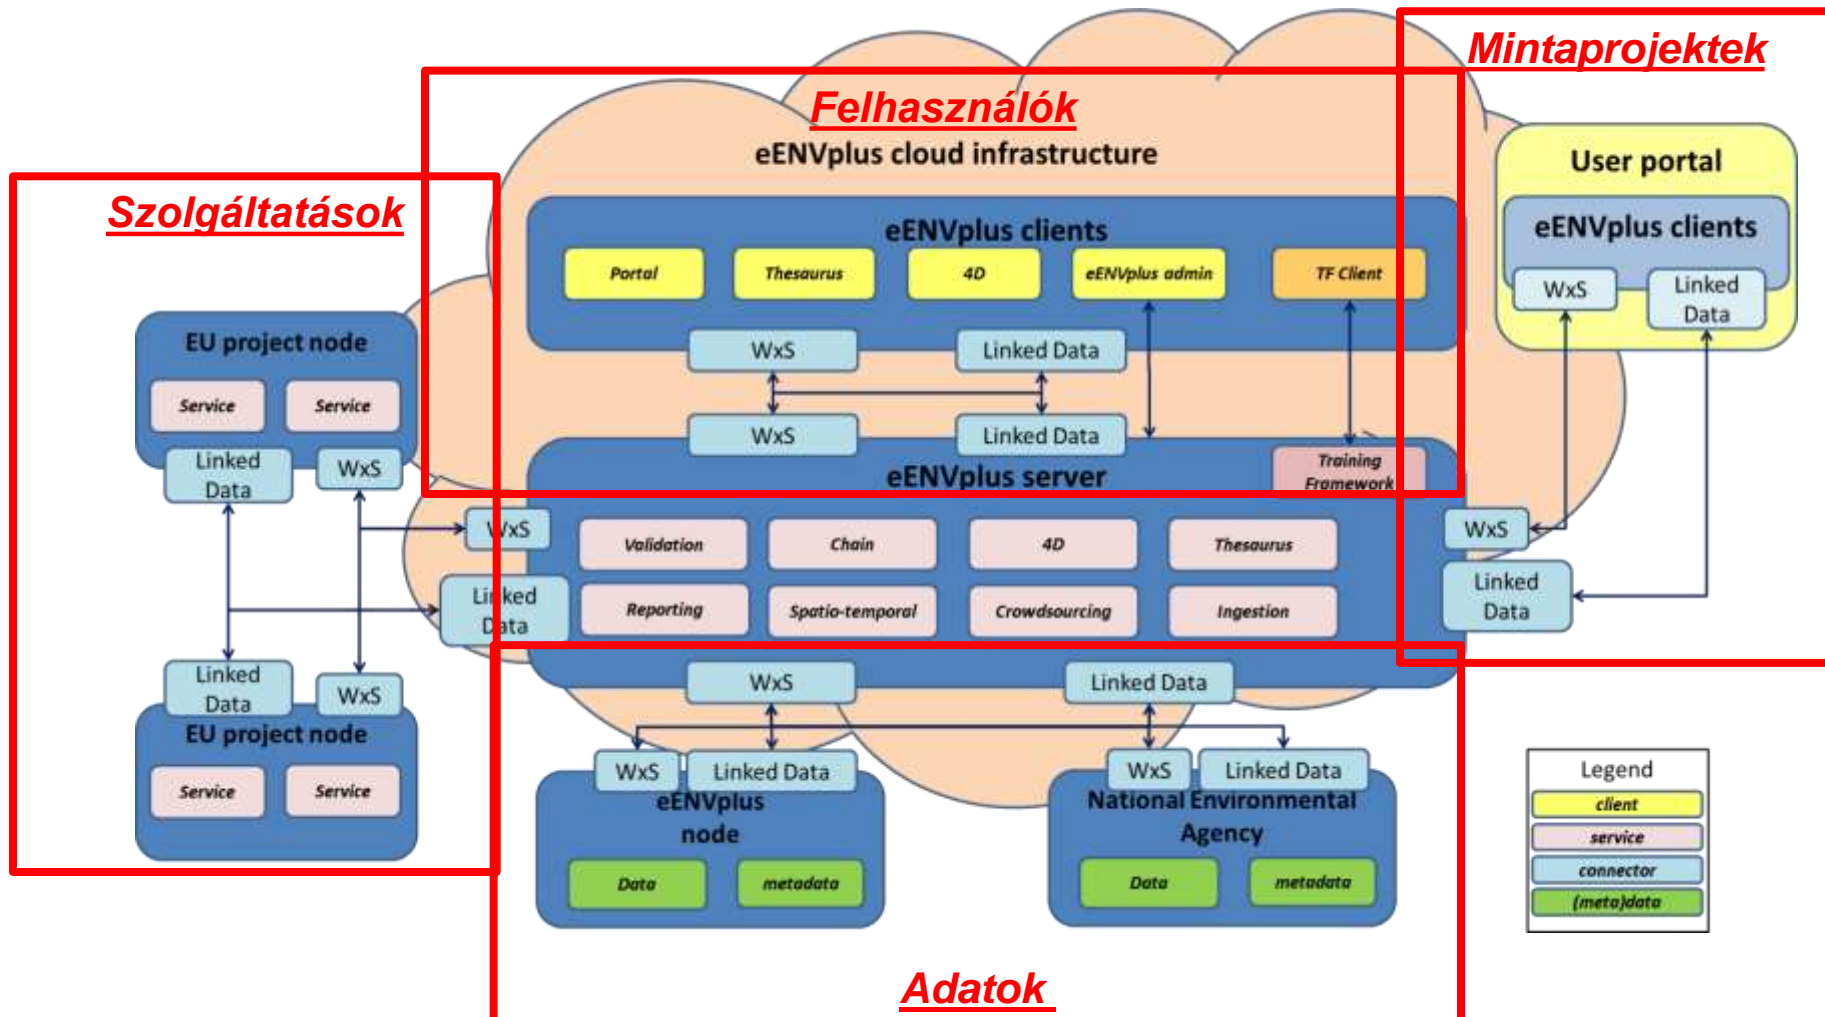 Mintaprojektek
Felhasználók
eENVplus cloud infrastructure
Szolgáltatások
User portal
eENVplus clients
WxS
Linked
Data
eENVplus clients
Portal
Thesaurus
4D
eENVplus admin
TF Client
WxS
Linked Data
WxS
Linked Data
eENVplus server
Training
Framework
EU project node
Service
Service
Linked
Data
WxS
WxS
Linked
Data
Validation
Chain
4D
Thesaurus
Reporting
Spatio-temporal
Crowdsourcing
Ingestion
WxS
Linked
Data
Linked
Data
WxS
EU project node
Service
Service
WxS
Linked Data
WxS
Linked Data
eENVplus
node
Data
metadata
WxS
Linked Data
National Environmental
Agency
Data
metadata
Legend
client
service
connector
(meta)data
Adatok